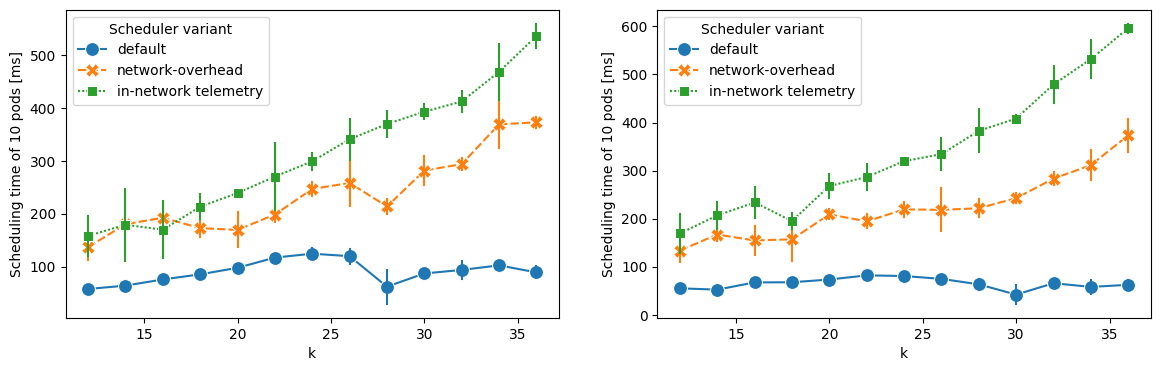 Scheduling time of 10 pods [ms]
500
400
300
200
100
Scheduler variant
default
network-overhead
in-network telemetry
15
20
25
30
35
k
Scheduling time of 10 pods [ms]
600
500
400
300
200
100
0
Scheduler variant
default
network-overhead
in-network telemetry
15
20
25
30
35
k